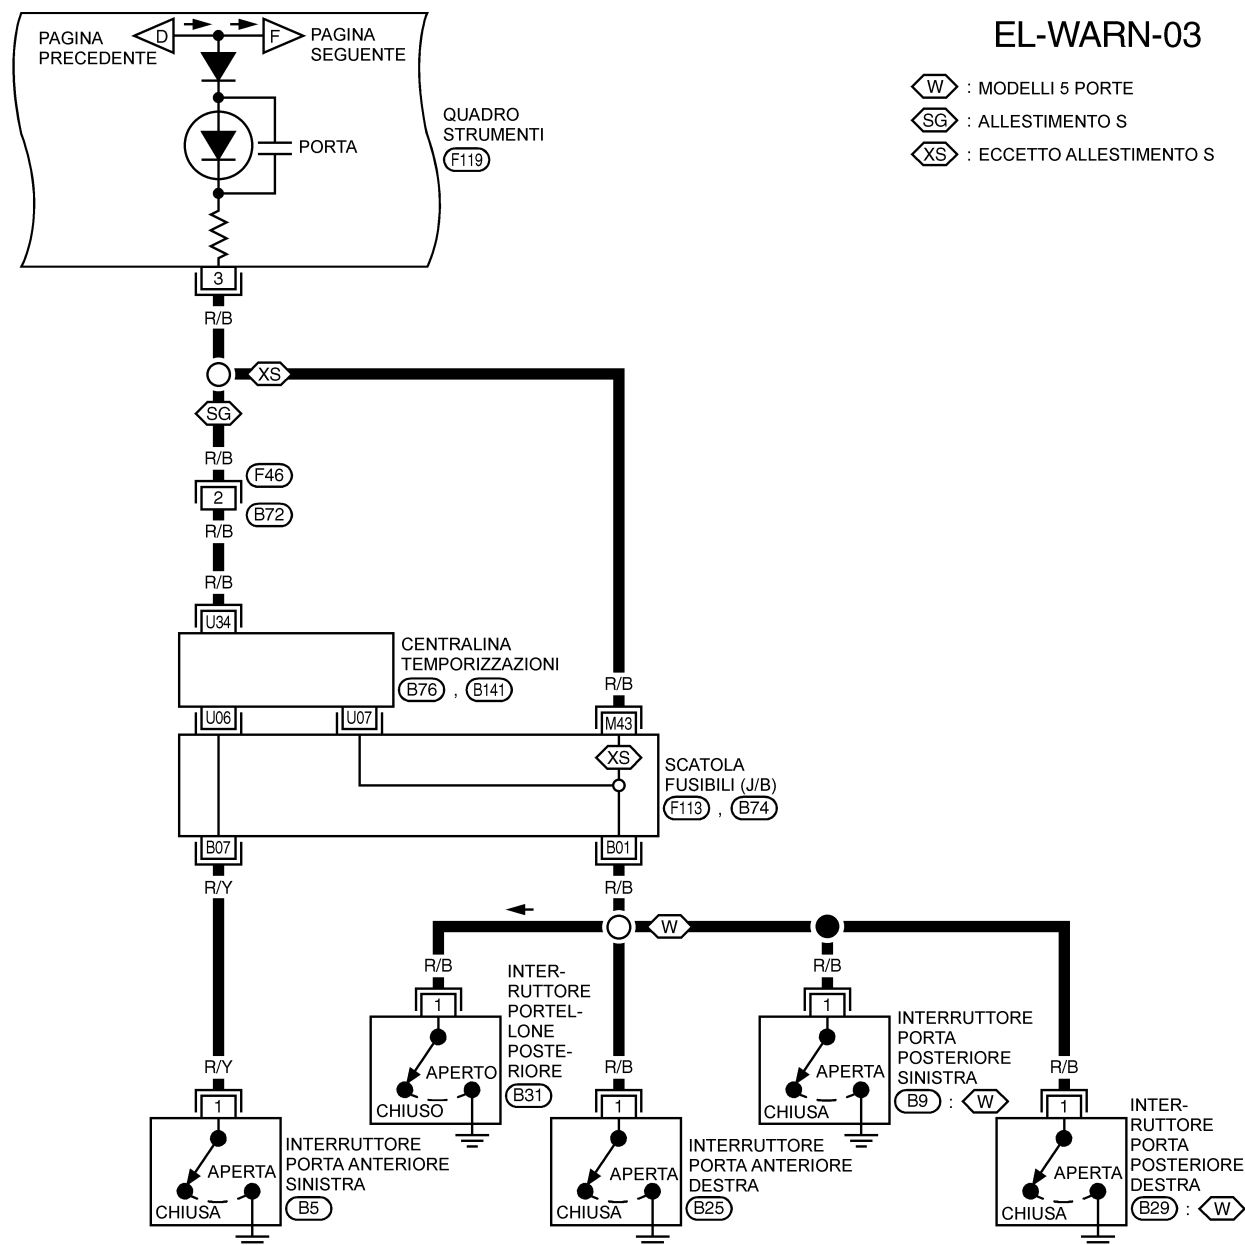 EL-WARN-03
PAGINA
PRECEDENTE
D
F
PAGINA
SEGUENTE
W : MODELLI 5 PORTE
SG : ALLESTIMENTO S
XS : ECCETTO ALLESTIMENTO S
PORTA
QUADRO
STRUMENTI
F119
3
R/B
XS
SG
R/B
F46
2
B72
R/B
R/B
U34
CENTRALINA
TEMPORIZZAZIONI
B76 , B141
R/B
U06
U07
M43
XS
SCATOLA
FUSIBILI (J/B)
F113 , B74
B07
B01
R/Y
R/B
W
R/B
1
INTER-
RUTTORE
PORTEL-
LONE
POSTE-
RIORE
B31
APERTO
CHIUSO
R/B
1
APERTA
CHIUSA
INTERRUTTORE
PORTA
POSTERIORE
SINISTRA
B9 : W
R/Y
1
APERTA
CHIUSA
INTERRUTTORE
PORTA ANTERIORE
SINISTRA
B5
R/B
1
APERTA
CHIUSA
INTERRUTTORE
PORTA ANTERIORE
DESTRA
B25
R/B
1
APERTA
CHIUSA
INTER-
RUTTORE
PORTA
POSTERIORE
DESTRA
B29 : W